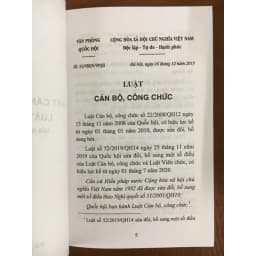 VĂN PHÒNG
QUỐC HỘI
CỘNG HÒA XÃ HỘI CHỦ NGHĨA VIỆT NAM
Độc lập - Tự do - Hạnh phúc
Hà Nội, ngày 16 tháng 12 năm 2019
LUẬT
CÁN BỘ, CÔNG CHỨC
Luật Cán bộ, công chức số 22/2008/QH12 ngày
13 tháng 11 năm 2008 của Quốc hội, có hiệu lực kể
từ ngày 01 tháng 01 năm 2010, được sửa đổi, bổ
sung bởi:
Luật số 52/2019/QH14 ngày 25 tháng 11 năm
2019 của Quốc hội sửa đổi, bổ sung một số điều
của Luật Cán bộ, công chức và Luật Viên chức, có
hiệu lực kể từ ngày 01 tháng 7 năm 2020.
Căn cứ Hiến pháp nước Cộng hòa xã hội chủ
nghĩa Việt Nam năm 1992 đã được sửa đổi, bổ sung
một số điều theo Nghị quyết số 51/2001/QH10;
Quốc hội ban hành Luật Cán bộ, công chức.
Luật số 52/2019/QH14 sửa đổi, bổ sung một số điều
5